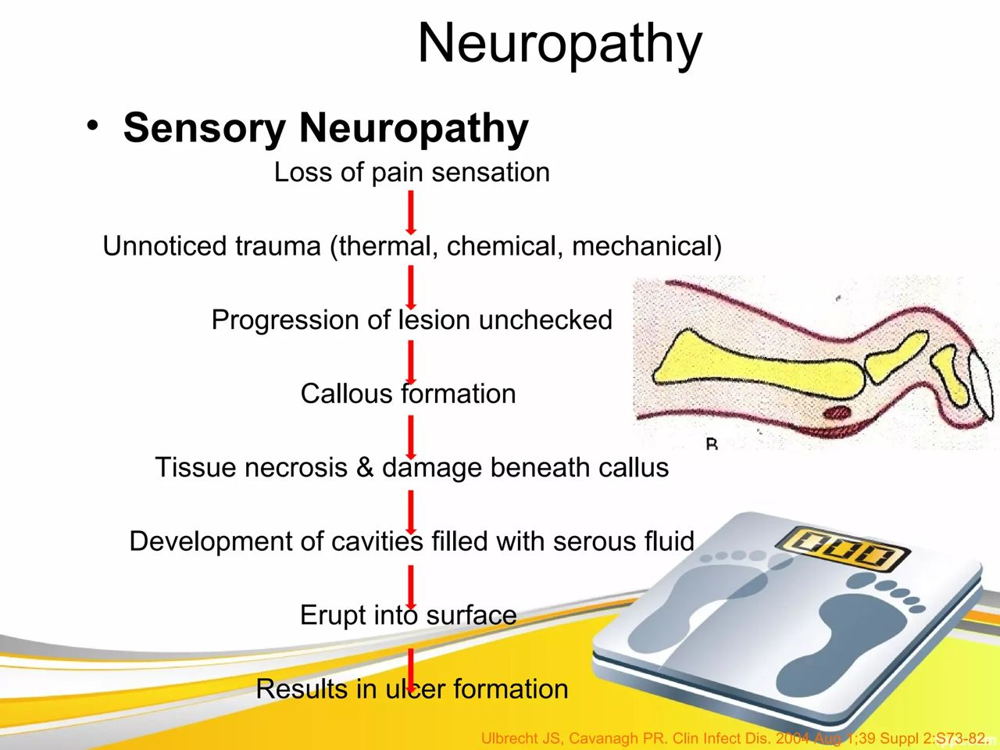 Neuropathy
• Sensory Neuropathy
Loss of pain sensation
Unnoticed trauma (thermal, chemical, mechanical)
Progression of lesion unchecked
Callous formation
B
Tissue necrosis & damage beneath callus
Development of cavities filled with serous fluid
000
Erupt into surface
Results in ulcer formation
Ulbrecht JS, Cavanagh PR. Clin Infect Dis. 2004 Aug 1;39 Suppl 2:S73-82.